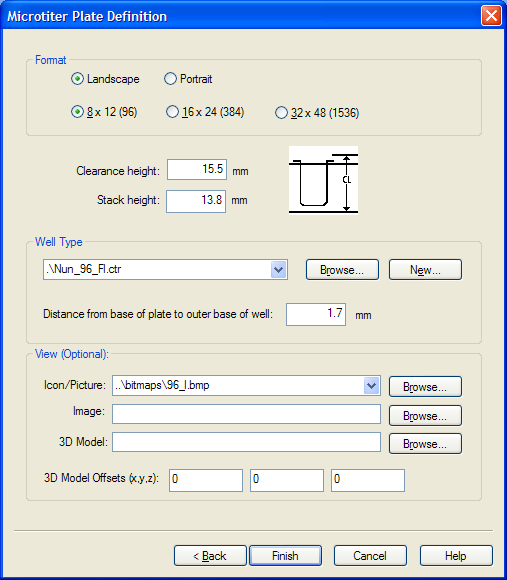 Microtiter Plate Definition
Format
Landscape Portrait
8 x 12 (96) 16 x 24 (384) 32 x 48 (1536)
Clearance height: 15.5 mm
CL
Stack height: 13.8 mm
Well Type
.\Nun_96_Fl.ctr Browse... New...
Distance from base of plate to outer base of well: 1.7 mm
View (Optional):
Icon/Picture: ..\bitmaps\96_l.bmp Browse...
Image: Browse...
3D Model: Browse...
3D Model Offsets (x,y,z): 0 0 0
< Back Finish Cancel Help